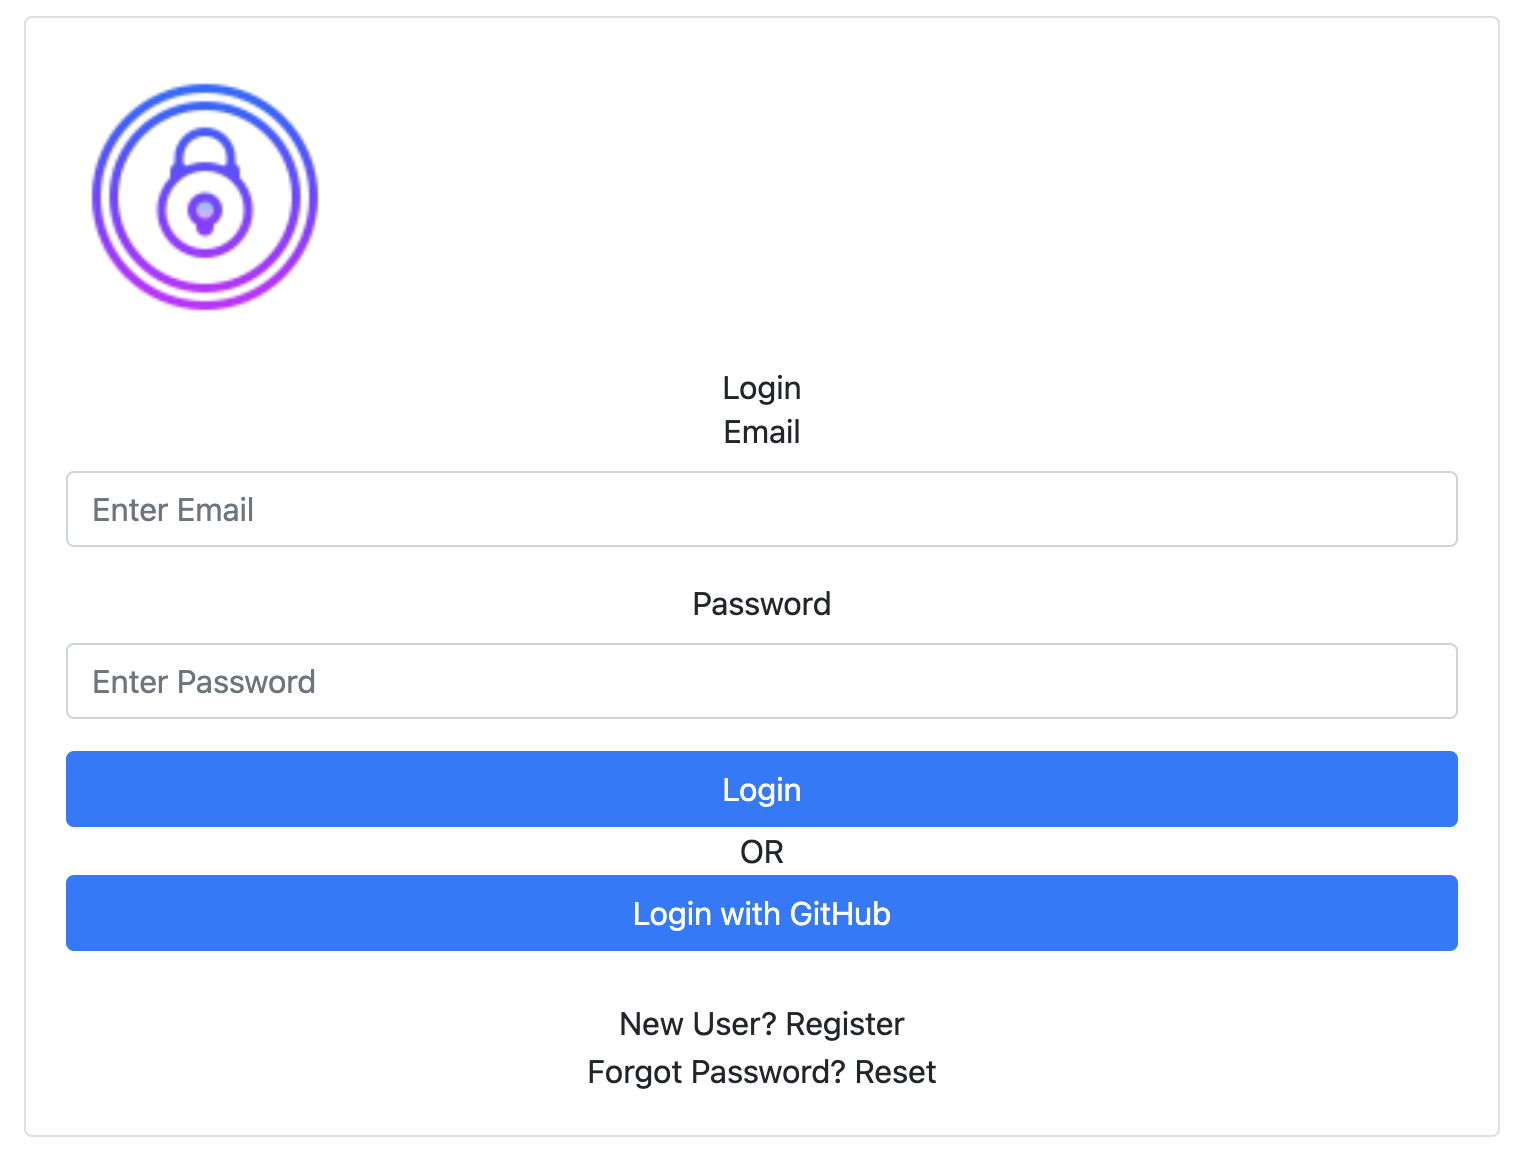 Login
Email
Enter Email
Password
Enter Password
Login
OR
Login with GitHub
New User? Register
Forgot Password? Reset